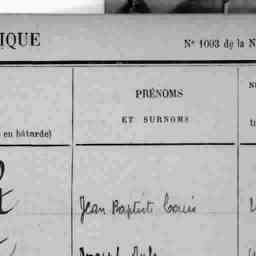 IQUE
N° 1003 de la N
PRÉNOMS
ET SURNOMS
en bâtarde)
Jean Baptiste Louis